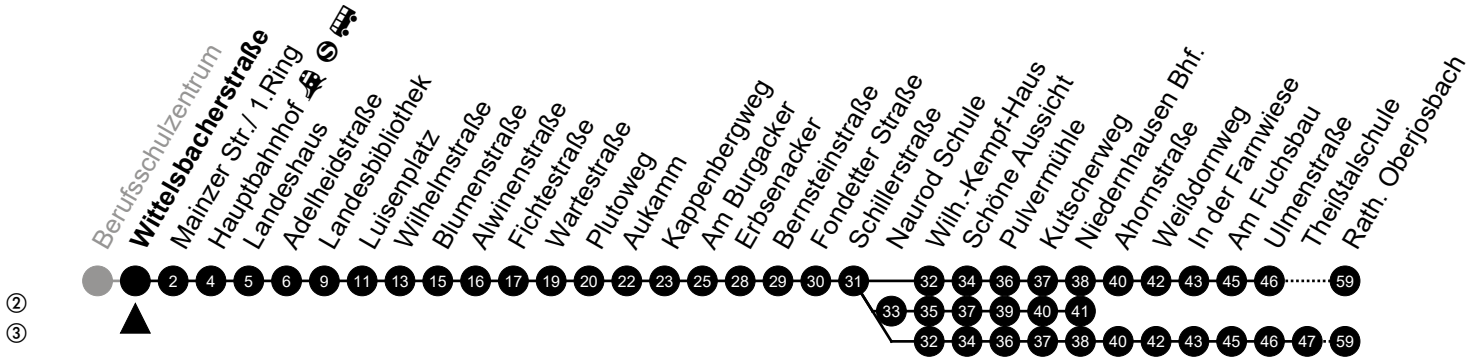 Berufsschulzentrum
Wittelsbacherstraße
Mainzer Str./ 1.Ring
Hauptbahnhof S
Landeshaus
Adelheidstraße
Landesbibliothek
Luisenplatz
Wilhelmstraße
Blumenstraße
Alwinenstraße
Fichtestraße
Wartestraße
Plutoweg
Aukamm
Kappenbergweg
Am Burgacker
Erbsenacker
Bernsteinstraße
Fondetter Straße
Schillerstraße
Naurod Schule
Wilh.-Kempf-Haus
Schöne Aussicht
Pulvermühle
Kutscherweg
Niedernhausen Bhf.
Ahornstraße
Weißdornweg
In der Farnwiese
Am Fuchsbau
Ulmenstraße
Theißtalschule
Rath. Oberjosbach
2 4 5 6 9 11 13 15 16 17 19 20 22 23 25 28 29 30 31 32 34 36 37 38 40 42 43 45 46 59
② 33 35 37 39 40 41
③ 32 34 36 37 38 40 42 43 45 46 47 59